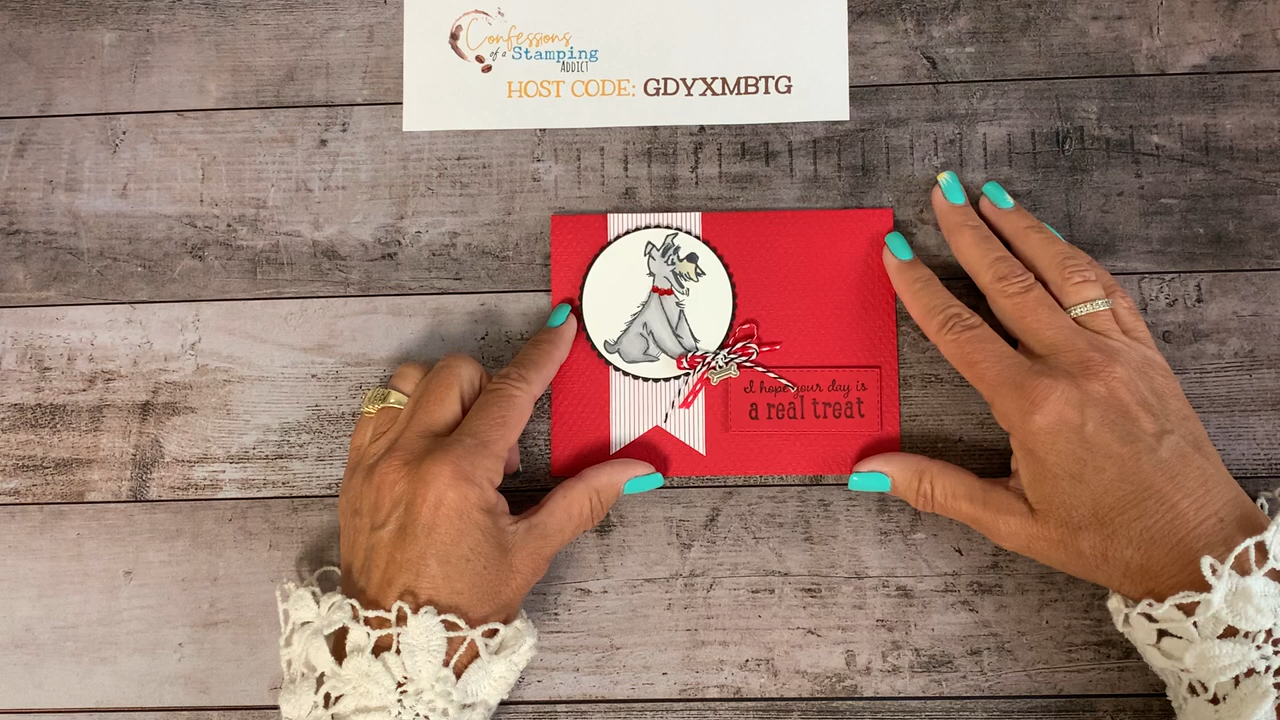 Confessions
of a Stamping
ADDICT
HOST CODE: GDYXMBTG
I hope your day is
a real treat